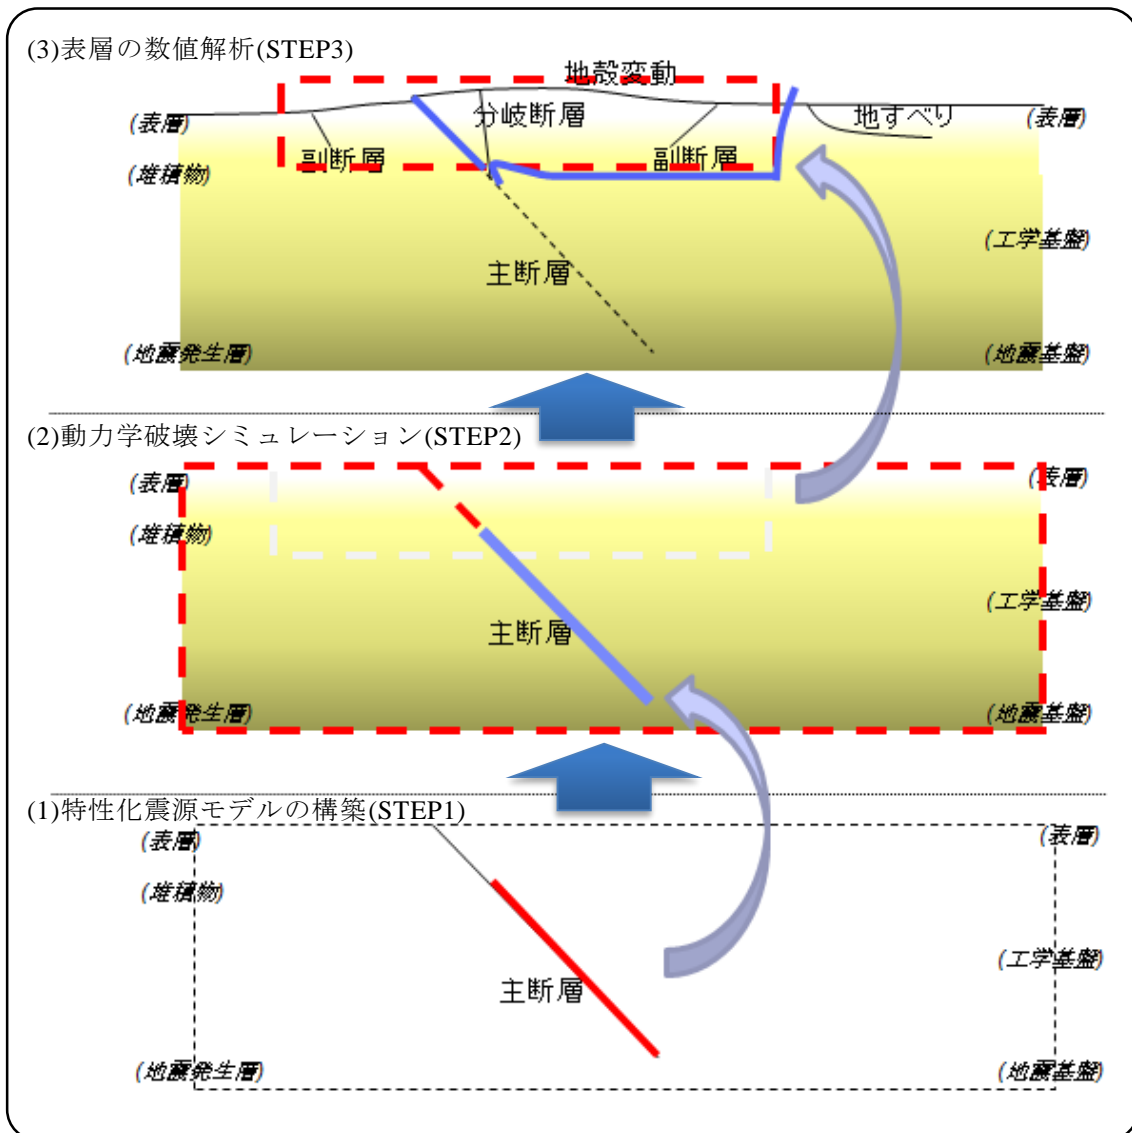 (3)表層の数値解析(STEP3)
地殻変動
(表層)
分岐断層
地すべり
(表層)
副断層
副断層
(堆積物)
(工学基盤)
主断層
(地震発生層)
(地震基盤)
(2)動力学破壊シミュレーション(STEP2)
(表層)
(表層)
(堆積物)
(工学基盤)
主断層
(地震発生層)
(地震基盤)
(1)特性化震源モデルの構築(STEP1)
(表層)
(表層)
(堆積物)
(工学基盤)
主断層
(地震発生層)
(地震基盤)